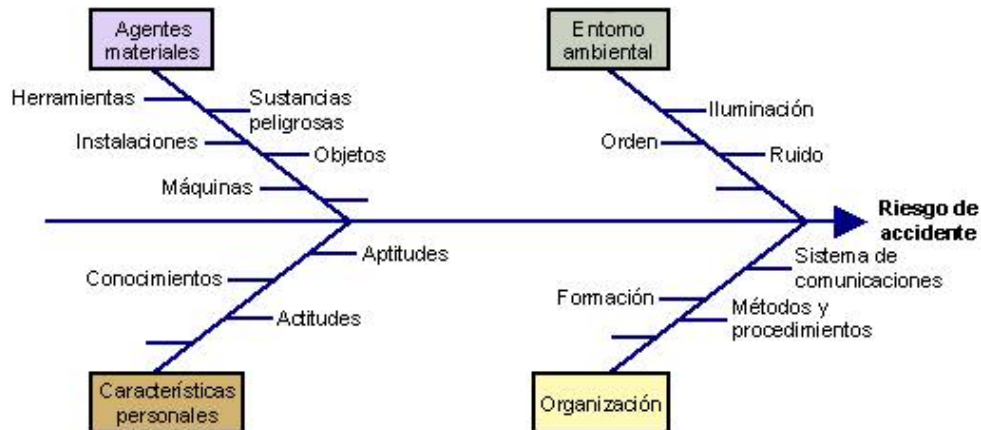 Agentes
materiales
Entorno
ambiental
Herramientas
Sustancias
peligrosas
Iluminación
Instalaciones
Orden
Objetos
Ruido
Máquinas
Riesgo de
accidente
Aptitudes
Sistema de
comunicaciones
Conocimientos
Formación
Métodos y
procedimientos
Actitudes
Características
personales
Organización